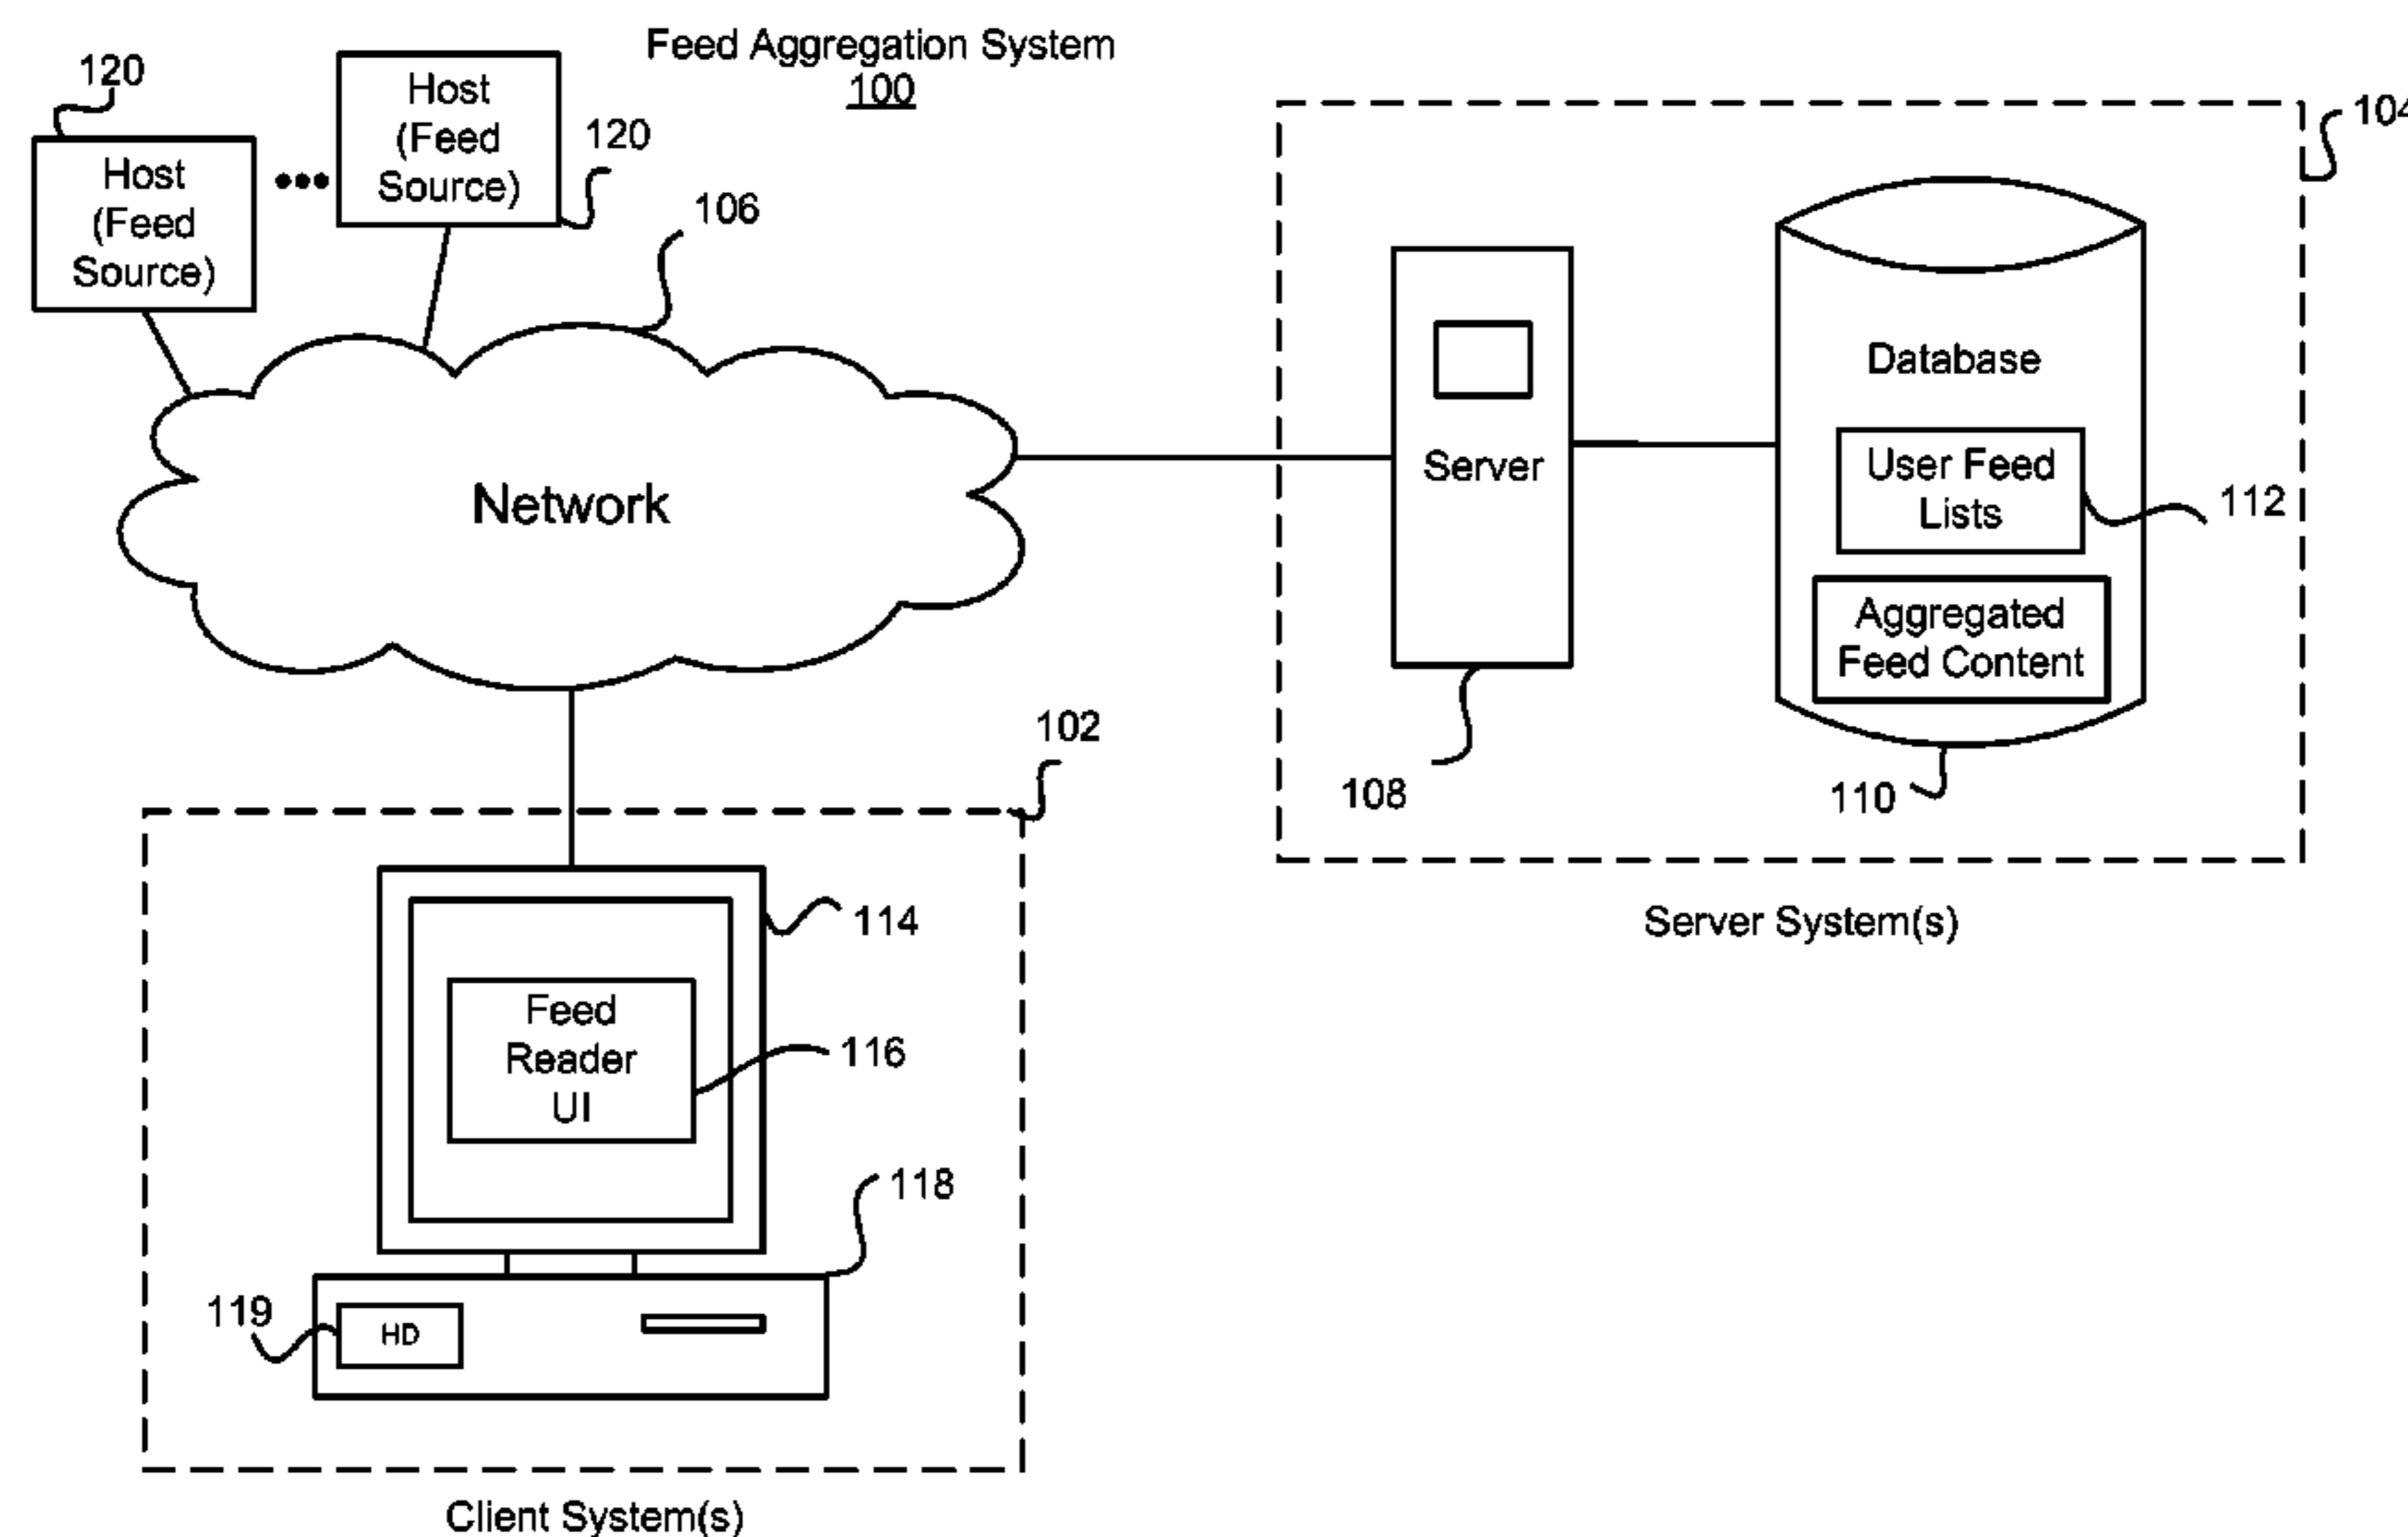 Feed Aggregation System
100
120
Host
(Feed
Source)
Host
(Feed
Source)
120
106
104
Network
Server
Database
User Feed
Lists
112
Aggregated
Feed Content
108
110
Server System(s)
102
114
Feed
Reader
UI
116
118
119
HD
Client System(s)